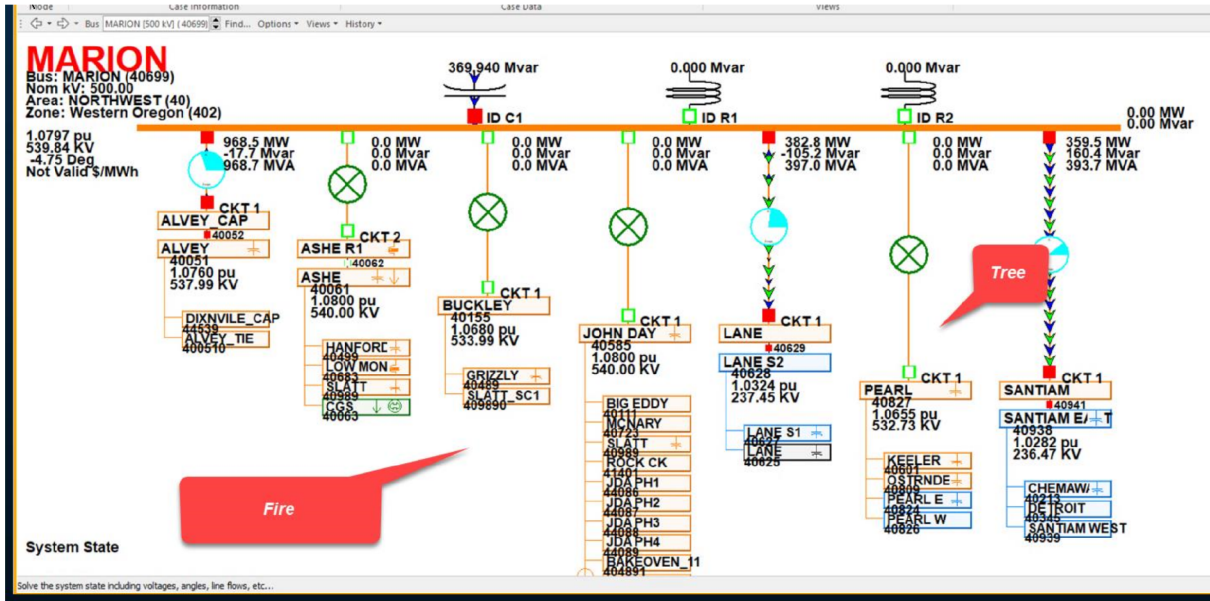 Node
Case Information
Case Data
Views
Bus MARION [500 kV] (40699) Find... Options Views History
MARION
Bus: MARION (40699)
Nom kV: 500.00
Area: NORTHWEST (40)
Zone: Western Oregon (402)
1.0797 pu
539.84 KV
-4.75 Deg
Not Valid $/MWh
369.940 Mvar
ID C1
0.000 Mvar
ID R1
0.000 Mvar
ID R2
0.00 MW
0.00 Mvar
968.5 MW
-17.7 Mvar
968.7 MVA
CKT 1
ALVEY_CAP
40052
ALVEY
40051
1.0760 pu
537.99 KV
DIXNVILE_CAP
44539
ALVEY_TIE
400510
0.0 MW
0.0 Mvar
0.0 MVA
CKT 2
ASHE R1
40062
ASHE
40061
1.0800 pu
540.00 KV
HANFORD
40499
LOW MON
40683
SLATT
40989
CGS
40063
0.0 MW
0.0 Mvar
0.0 MVA
CKT 1
BUCKLEY
40155
1.0680 pu
533.99 KV
GRIZZLY
40489
SLATT_SC1
409890
0.0 MW
0.0 Mvar
0.0 MVA
CKT 1
JOHN DAY
40585
1.0800 pu
540.00 KV
BIG EDDY
40111
MCNARY
40723
SLATT
40989
ROCK CK
41401
JDA PH1
44086
JDA PH2
44087
JDA PH3
44088
JDA PH4
44089
BAKEOVEN_11
404891
382.8 MW
-105.2 Mvar
397.0 MVA
CKT 1
LANE
40629
LANE S2
40628
1.0324 pu
237.45 KV
LANE S1
40627
LANE
40625
0.0 MW
0.0 Mvar
0.0 MVA
CKT 1
PEARL
40827
1.0655 pu
532.73 KV
KEELER
40601
OSTRNDE
40809
PEARL E
40824
PEARL W
40826
359.5 MW
160.4 Mvar
393.7 MVA
CKT 1
SANTIAM
40941
40938
1.0282 pu
236.47 KV
CHEMAWA
40213
DETROIT
40345
SANTIAM WEST
40939
Tree
Fire
System State
Solve the system state including voltages, angles, line flows, etc...